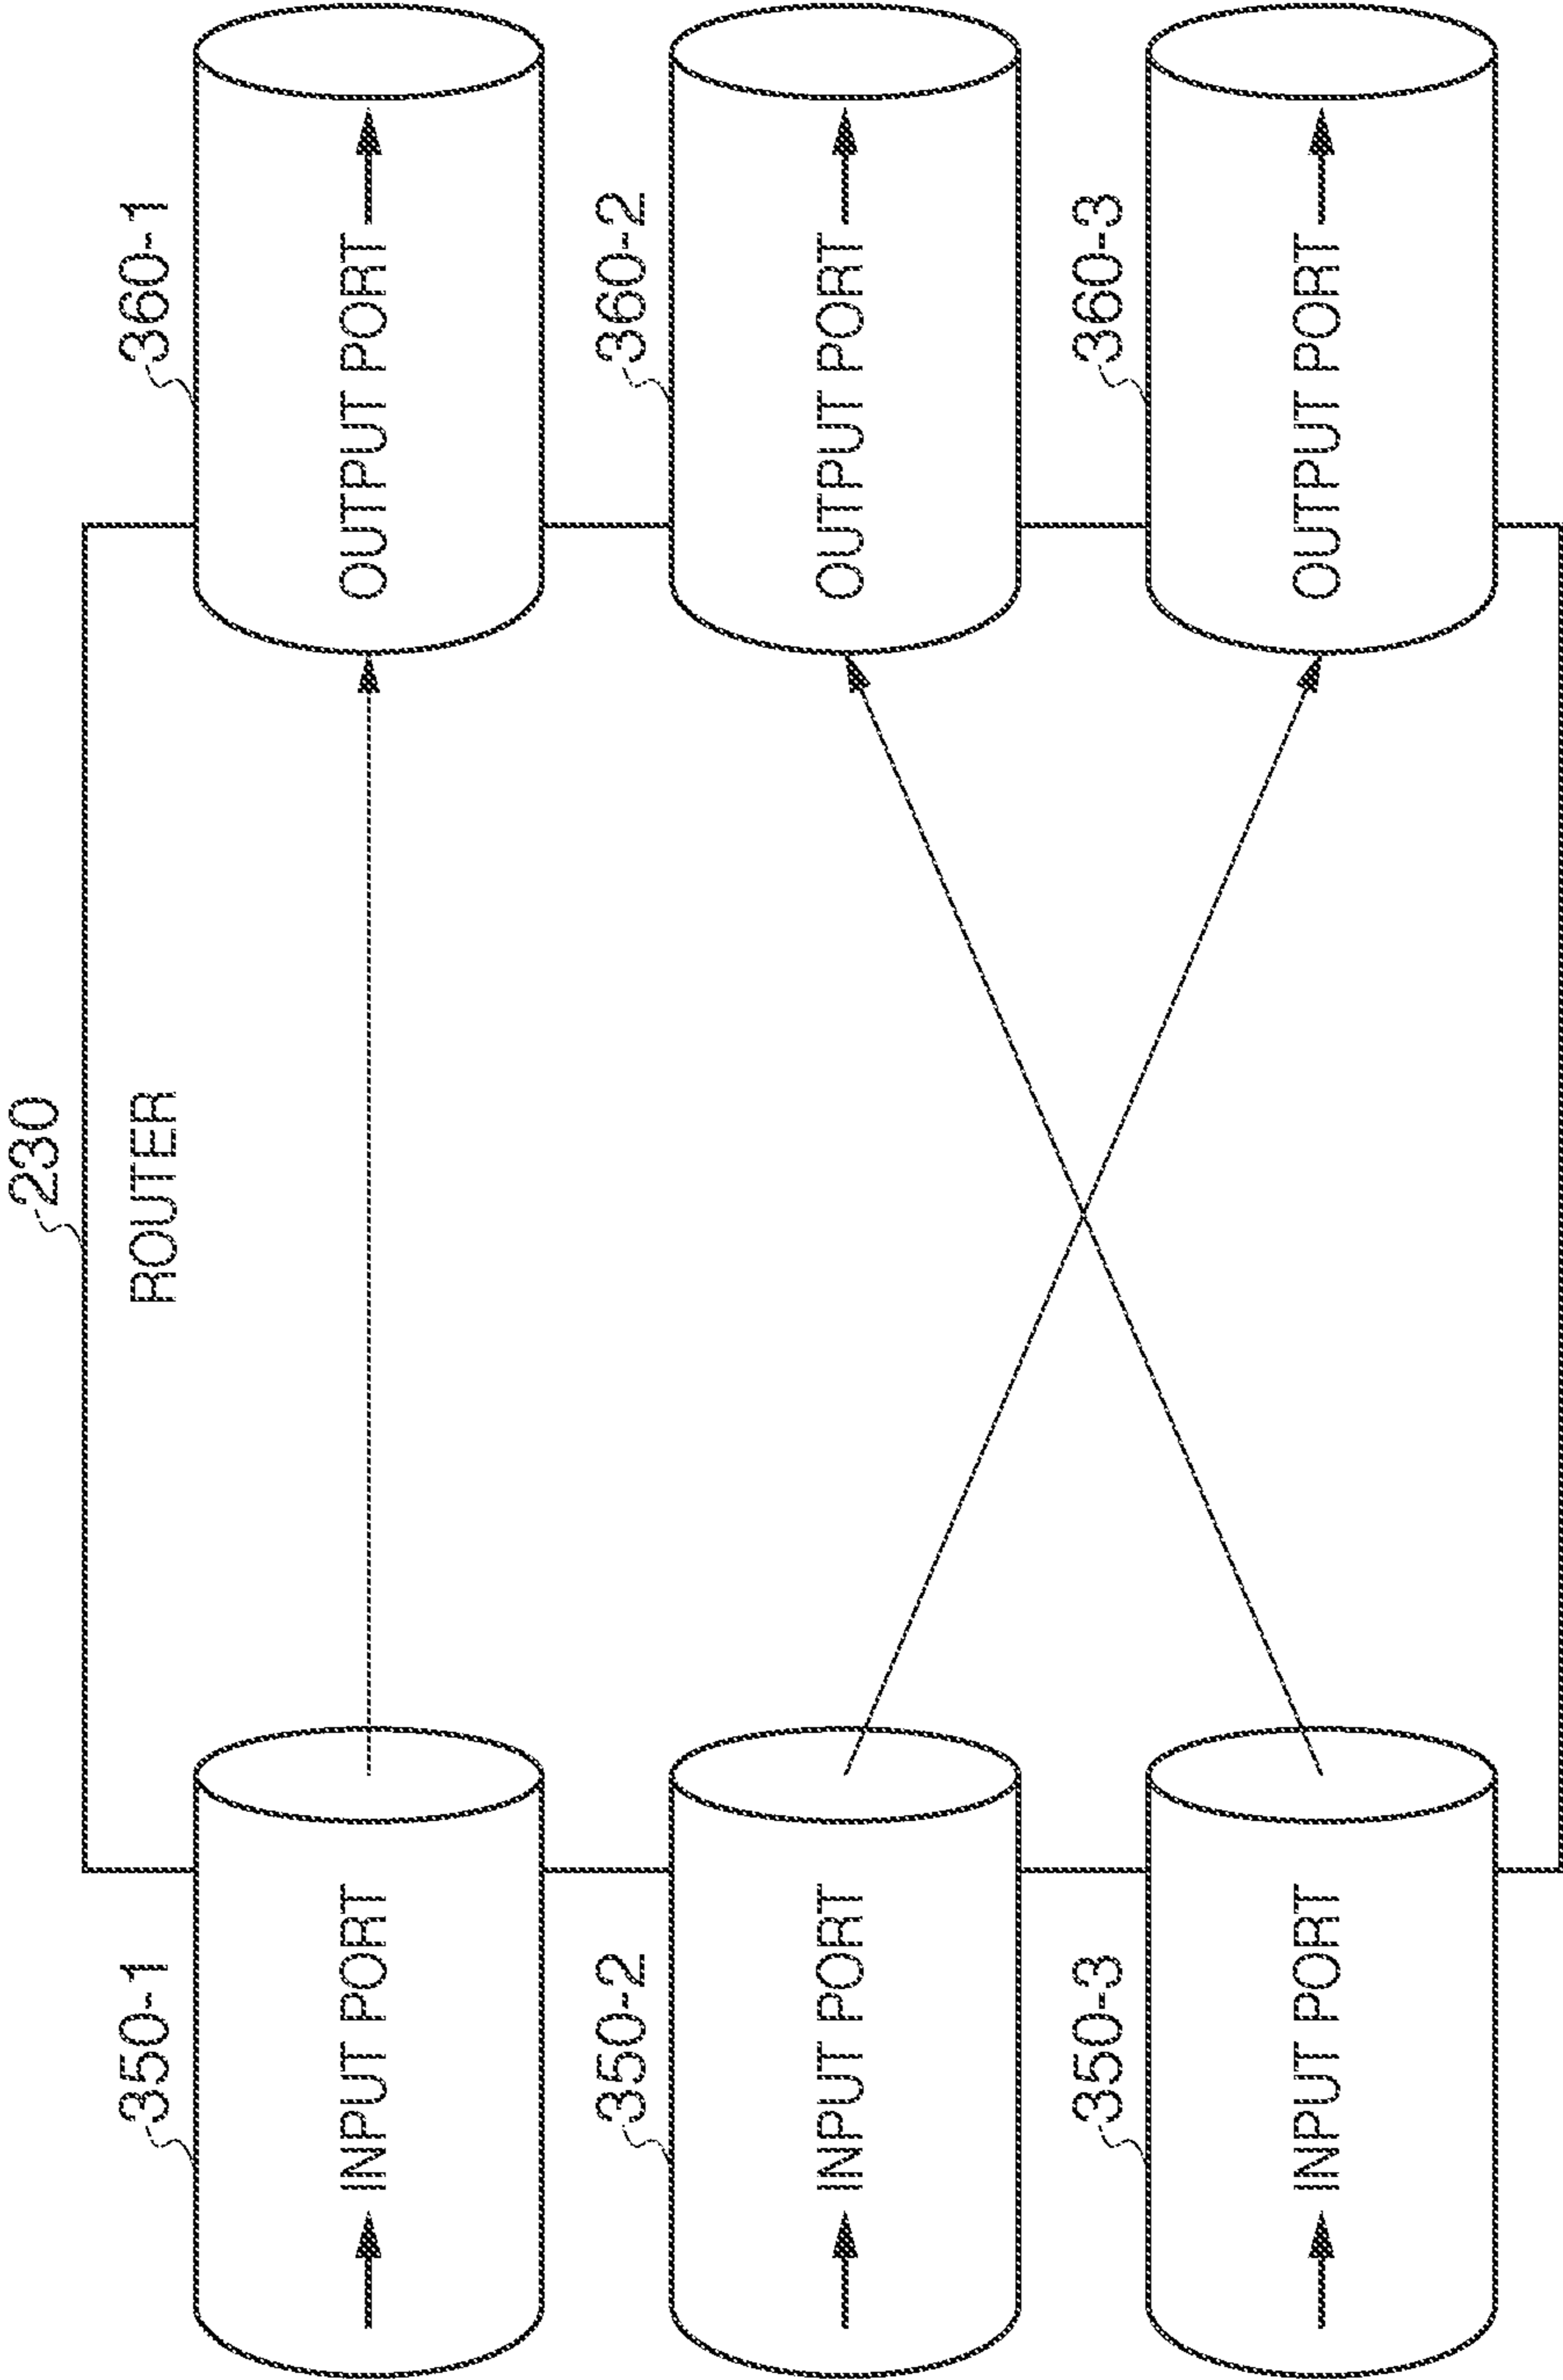 230
ROUTER
350-1
INPUT PORT
360-1
OUTPUT PORT
350-2
INPUT PORT
360-2
OUTPUT PORT
350-3
INPUT PORT
360-3
OUTPUT PORT